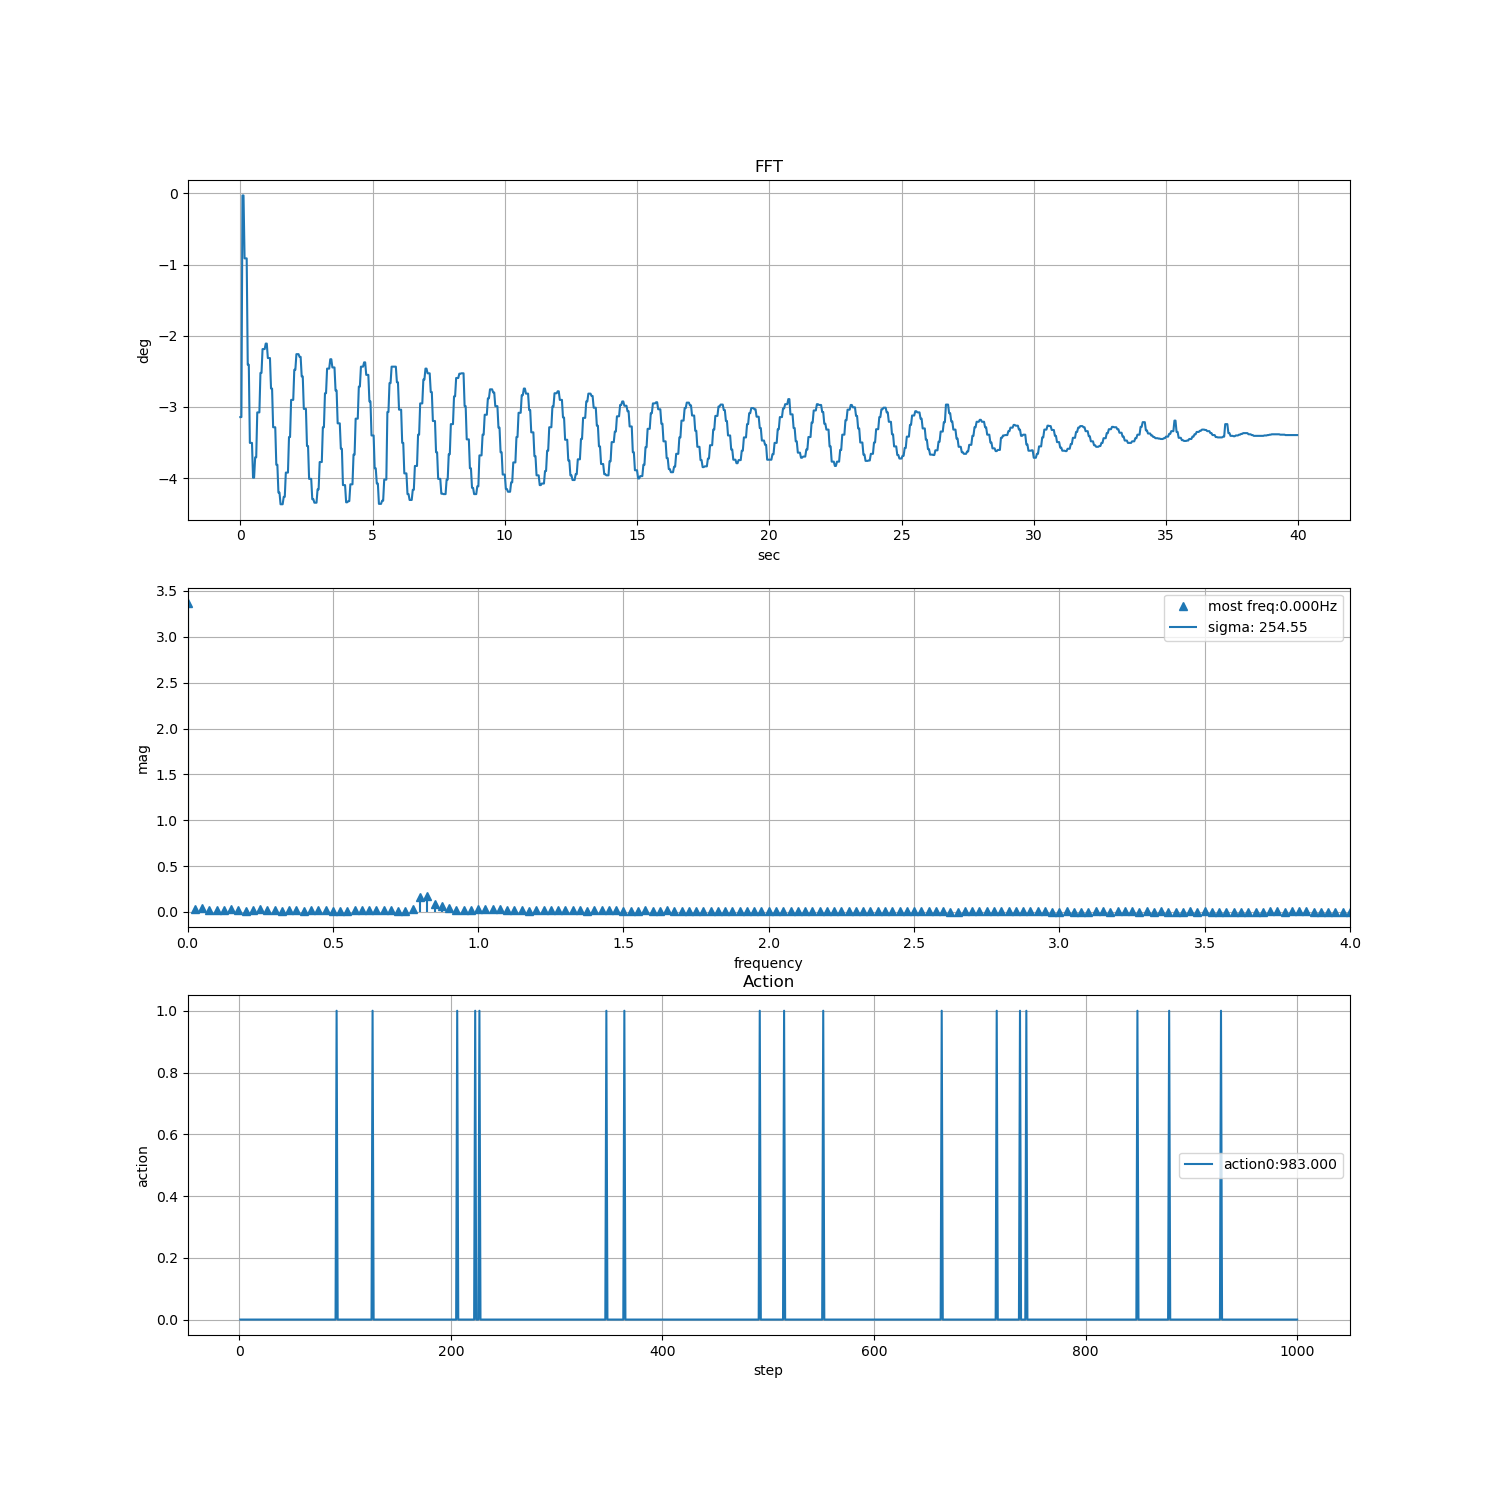 FFT
0
−1
−2
−3
−4
deg
0 5 10 15 20 25 30 35 40
sec
3.5
3.0
2.5
2.0
1.5
1.0
0.5
0.0
mag
most freq:0.000Hz
sigma: 254.55
0.0 0.5 1.0 1.5 2.0 2.5 3.0 3.5 4.0
frequency
Action
1.0
0.8
0.6
0.4
0.2
0.0
action
action0:983.000
0 200 400 600 800 1000
step